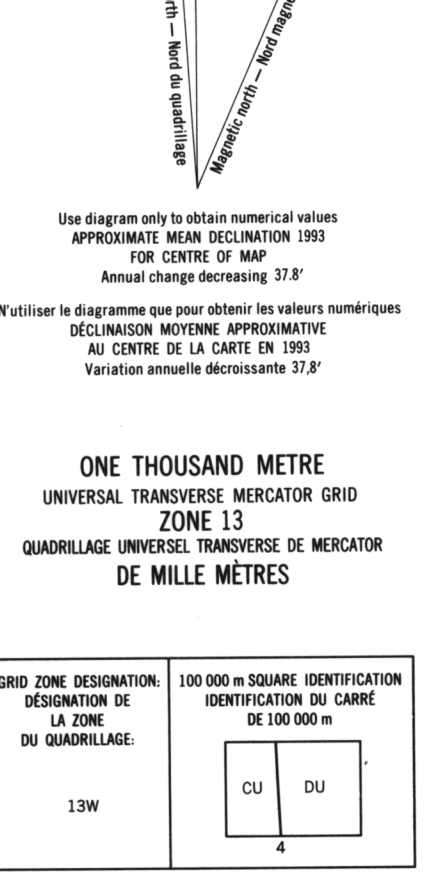 north — Nord du quadrillage
Magnetic north — Nord magné
Use diagram only to obtain numerical values
APPROXIMATE MEAN DECLINATION 1993
FOR CENTRE OF MAP
Annual change decreasing 37.8′
N'utiliser le diagramme que pour obtenir les valeurs numériques
DÉCLINAISON MOYENNE APPROXIMATIVE
AU CENTRE DE LA CARTE EN 1993
Variation annuelle décroissante 37,8′
ONE THOUSAND METRE
UNIVERSAL TRANSVERSE MERCATOR GRID
ZONE 13
QUADRILLAGE UNIVERSEL TRANSVERSE DE MERCATOR
DE MILLE MÈTRES
GRID ZONE DESIGNATION:
DÉSIGNATION DE
LA ZONE
DU QUADRILLAGE:
13W
100 000 m SQUARE IDENTIFICATION
IDENTIFICATION DU CARRÉ
DE 100 000 m
CU DU
4